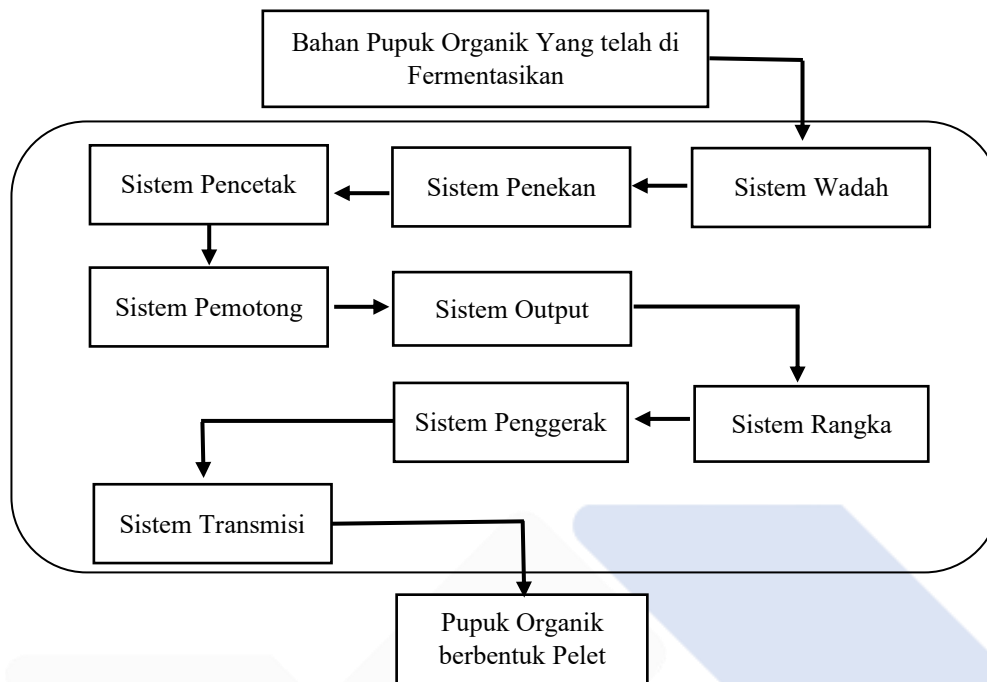 Bahan Pupuk Organik Yang telah di
Fermentasikan
Sistem Pencetak
Sistem Penekan
Sistem Wadah
Sistem Pemotong
Sistem Output
Sistem Penggerak
Sistem Rangka
Sistem Transmisi
Pupuk Organik
berbentuk Pelet